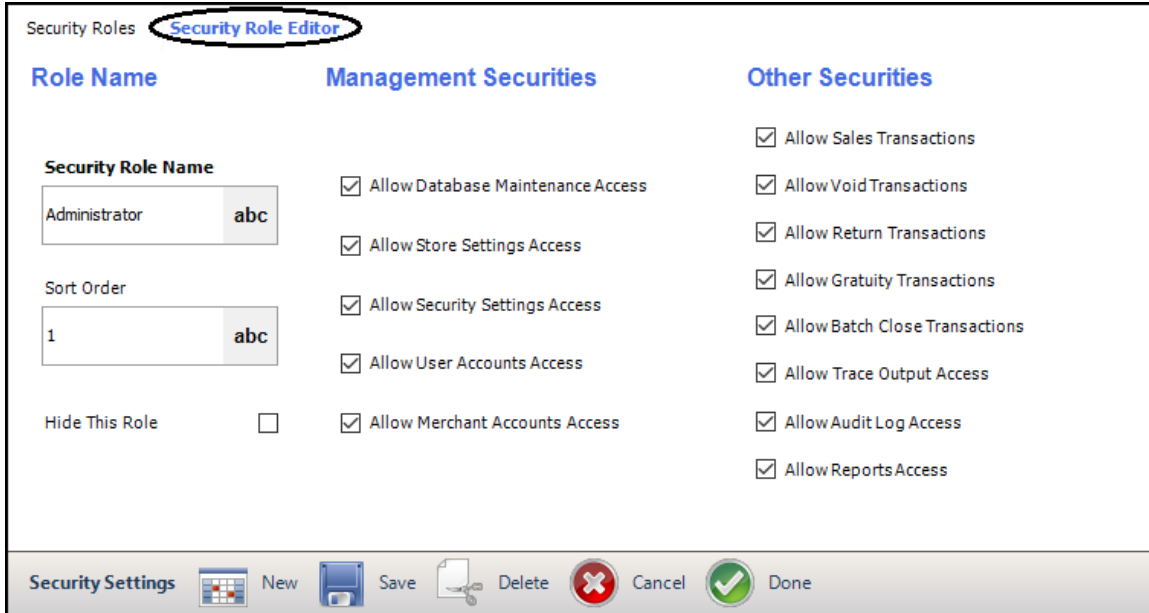 Security Roles Security Role Editor
Role Name
Security Role Name
Administrator abc
Sort Order
1 abc
Hide This Role
Management Securities
Allow Database Maintenance Access
Allow Store Settings Access
Allow Security Settings Access
Allow User Accounts Access
Allow Merchant Accounts Access
Other Securities
Allow Sales Transactions
Allow Void Transactions
Allow Return Transactions
Allow Gratuity Transactions
Allow Batch Close Transactions
Allow Trace Output Access
Allow Audit Log Access
Allow Reports Access
Security Settings New Save Delete Cancel Done